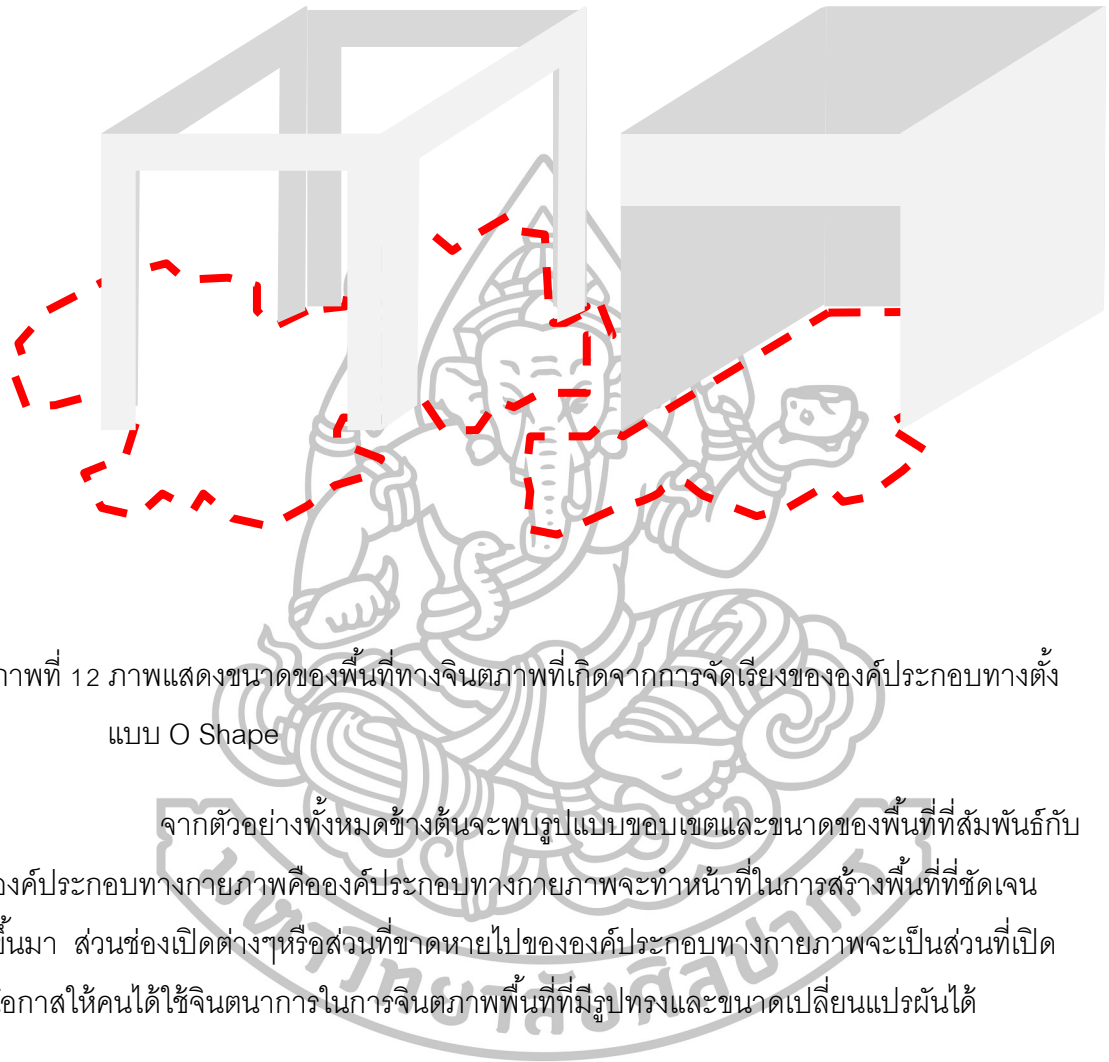 ภาพที่ 12 ภาพแสดงขนาดของพื้นที่ทางจินตภาพที่เกิดจากการจัดเรียงขององค์ประกอบทางตั้ง
แบบ O Shape
จากตัวอย่างทั้งหมดข้างต้นจะพบรูปแบบขอบเขตและขนาดของพื้นที่ที่สัมพันธ์กับ
องค์ประกอบทางกายภาพคือองค์ประกอบทางกายภาพจะทำหน้าที่ในการสร้างพื้นที่ที่ชัดเจน
ขึ้นมา ส่วนช่องเปิดต่างๆหรือส่วนที่ขาดหายไปขององค์ประกอบทางกายภาพจะเป็นส่วนที่เปิด
โอกาสให้คนได้ใช้จินตนาการในการจินตภาพพื้นที่ที่มีรูปทรงและขนาดเปลี่ยนแปรผันได้
มหาวิทยาลัยศิลปากร